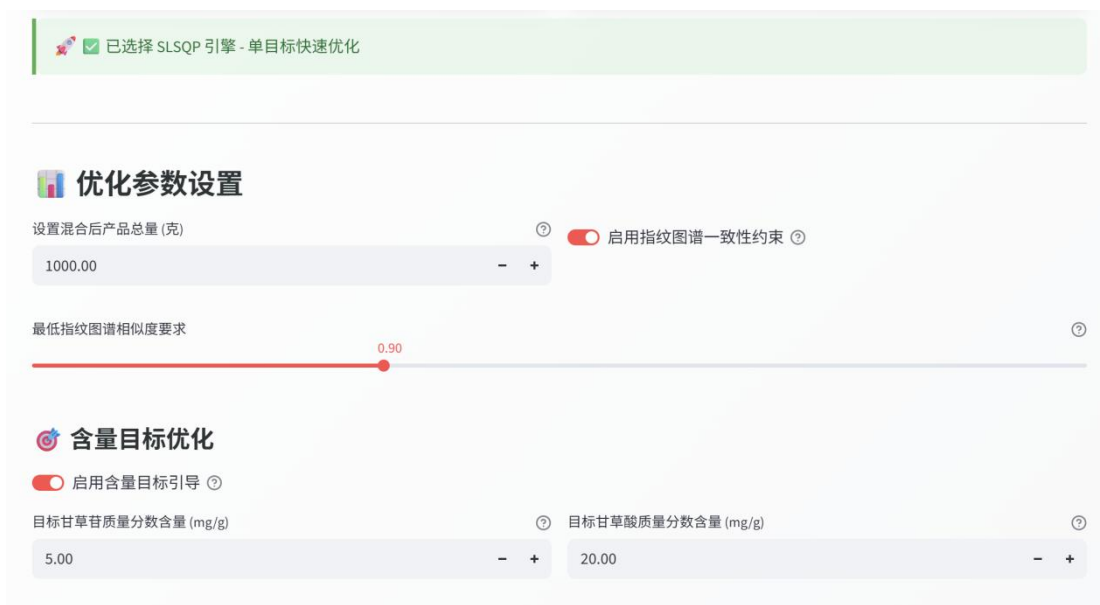 🚀 ✅ 已选择 SLSQP 引擎 - 单目标快速优化
📊 优化参数设置
设置混合后产品总量 (克)
启用指纹图谱一致性约束
1000.00
最低指纹图谱相似度要求
0.90
🎯 含量目标优化
启用含量目标引导
目标甘草苷质量分数含量 (mg/g)
目标甘草酸质量分数含量 (mg/g)
5.00
20.00